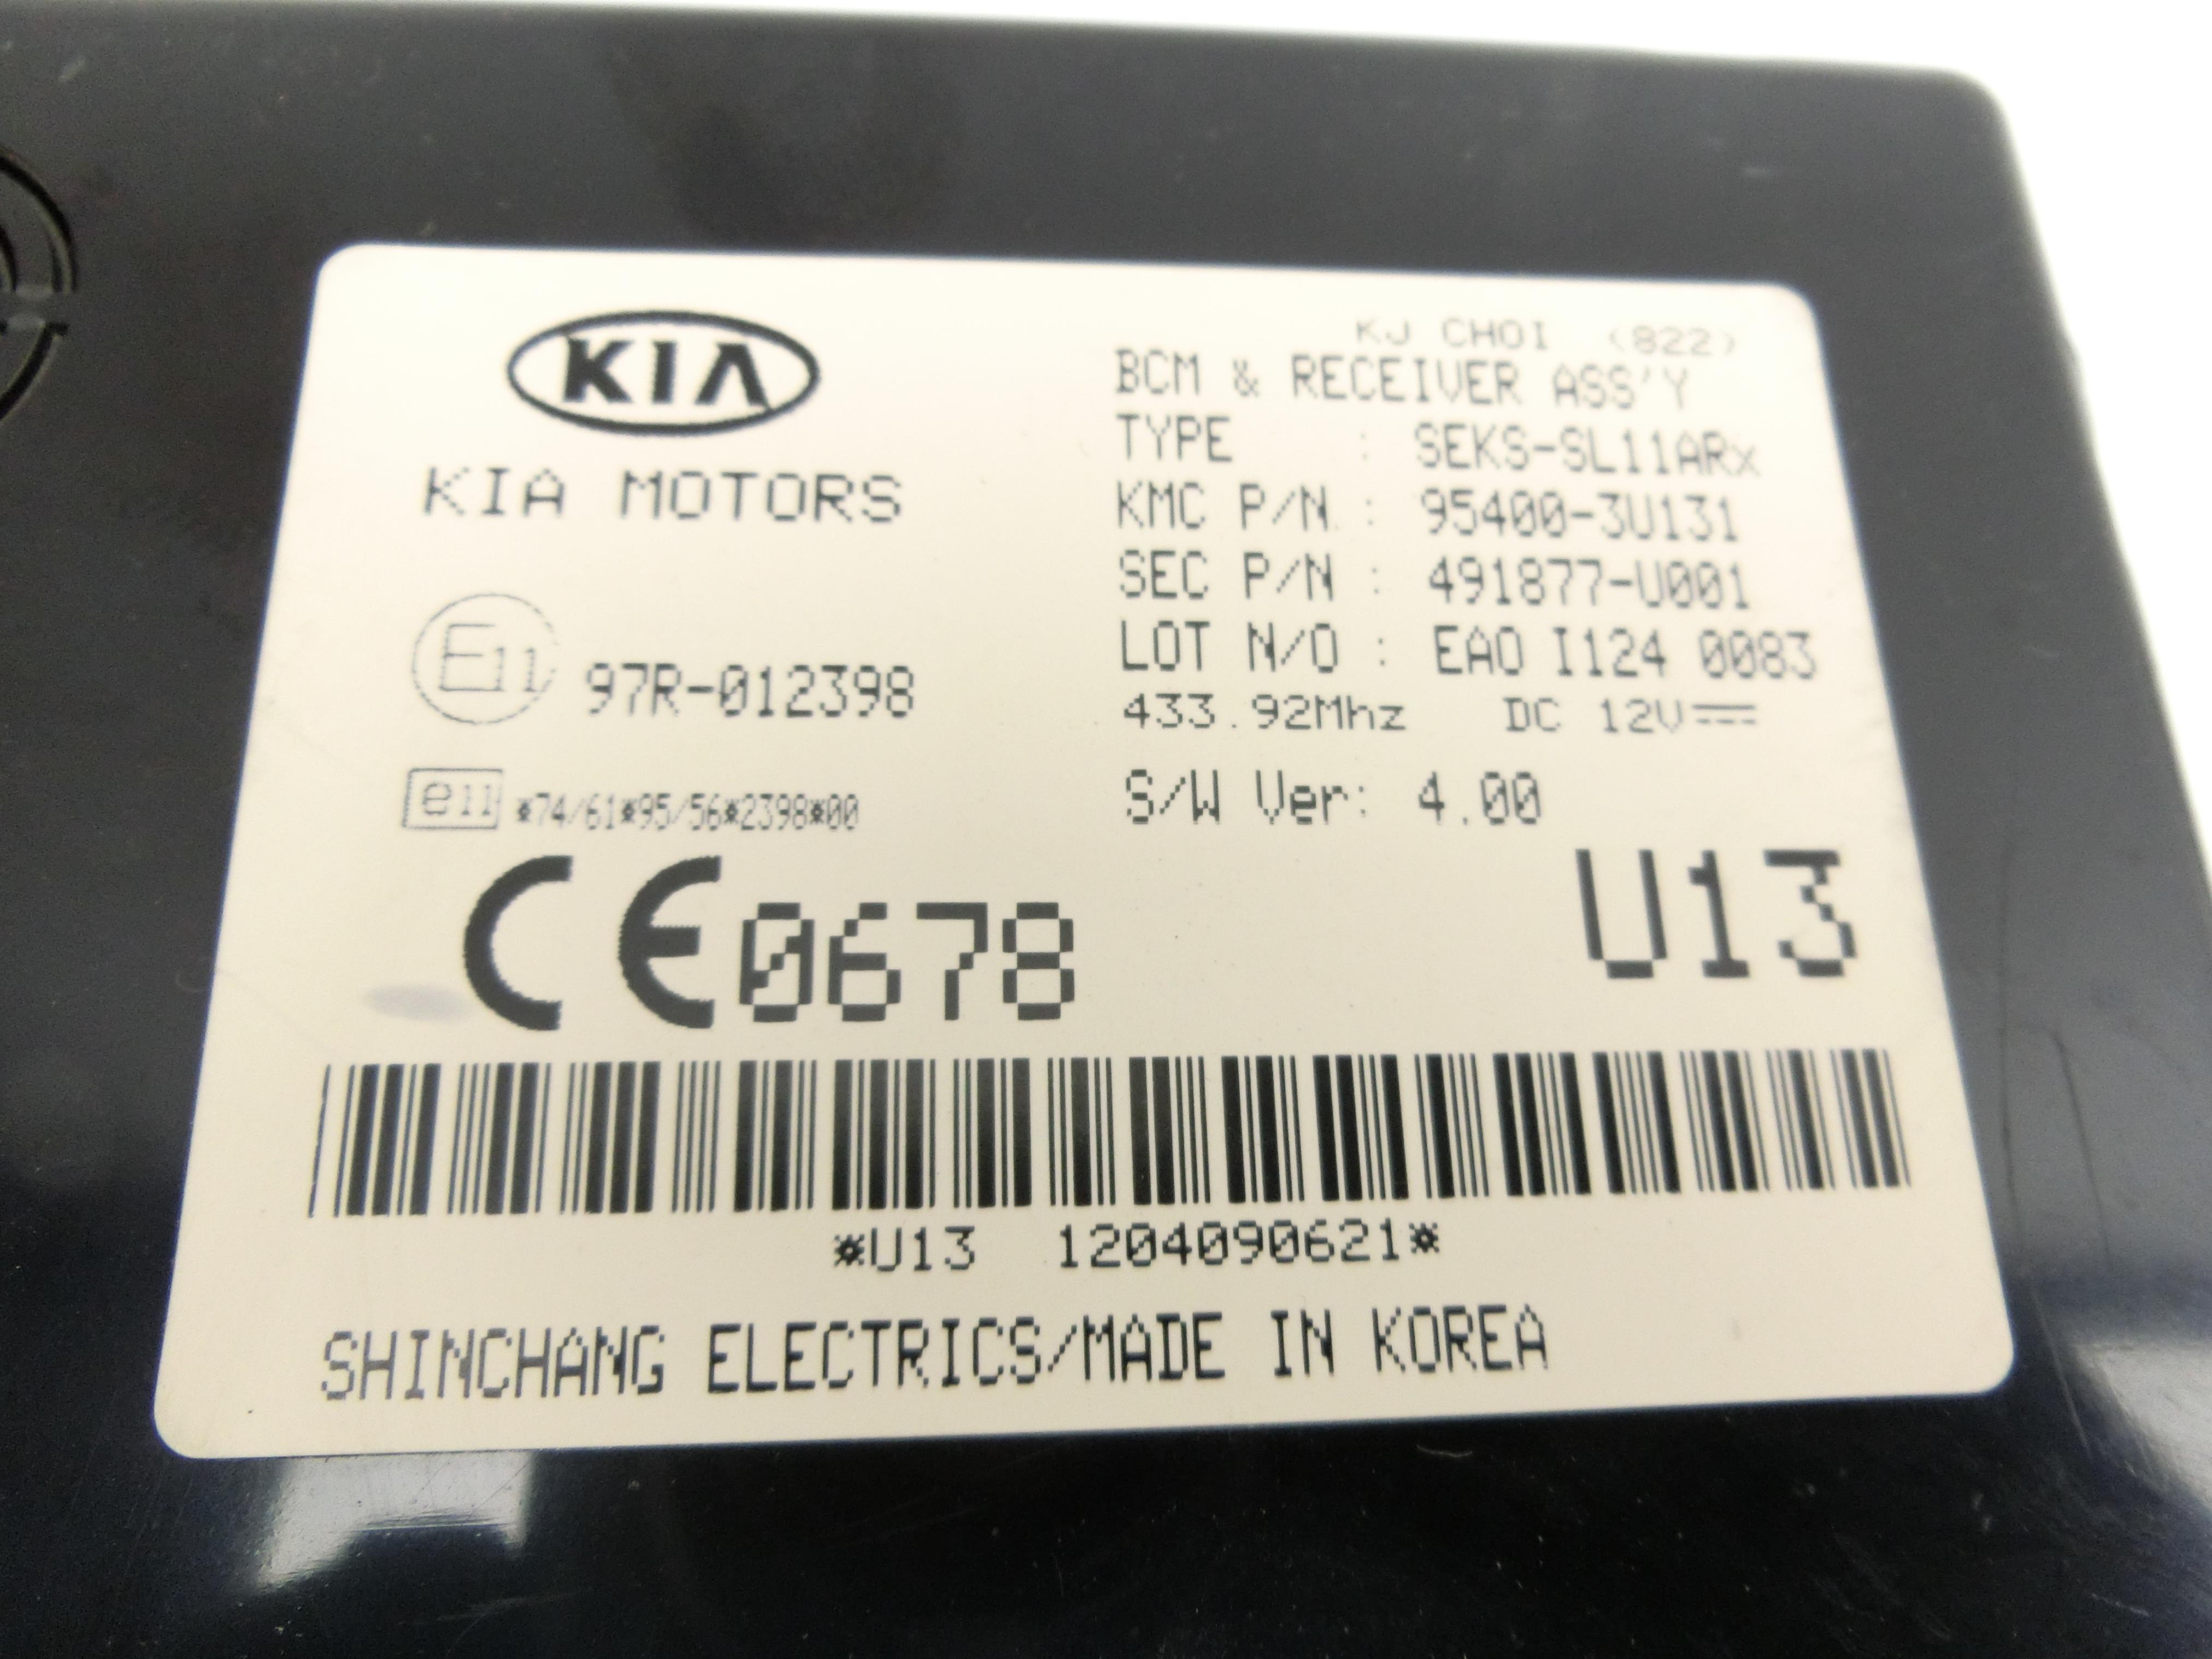 KIA
KIA MOTORS
E11 97R-012398
e11 *74/61*95/56*2398*00
CE0678
KJ CHOI (822)
BCM & RECEIVER ASS'Y
TYPE : SEKS-SL11ARx
KMC P/N : 95400-3U131
SEC P/N : 491877-U001
LOT N/O : EAO I124 0083
433.92Mhz DC 12V
S/W Ver: 4.00
U13
*U13 1204090621*
SHINCHANG ELECTRICS/MADE IN KOREA